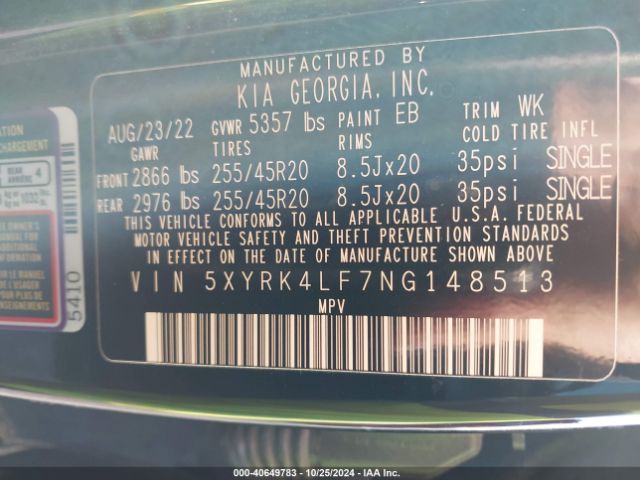 MANUFACTURED BY
KIA GEORGIA, INC.
AUG/23/22 GVWR 5357 lbs PAINT EB TRIM WK
GAWR TIRES RIMS COLD TIRE INFL
FRONT 2866 lbs 255/45R20 8.5Jx20 35psi SINGLE
REAR 2976 lbs 255/45R20 8.5Jx20 35psi SINGLE
THIS VEHICLE CONFORMS TO ALL APPLICABLE U.S.A. FEDERAL
MOTOR VEHICLE SAFETY AND THEFT PREVENTION STANDARDS
IN EFFECT ON THE DATE OF MANUFACTURE SHOWN ABOVE
VIN 5XYRK4LF7NG148513
MPV
CHARGEMENT
REAR
4
5410
000-40649783 - 10/25/2024 - IAA Inc.